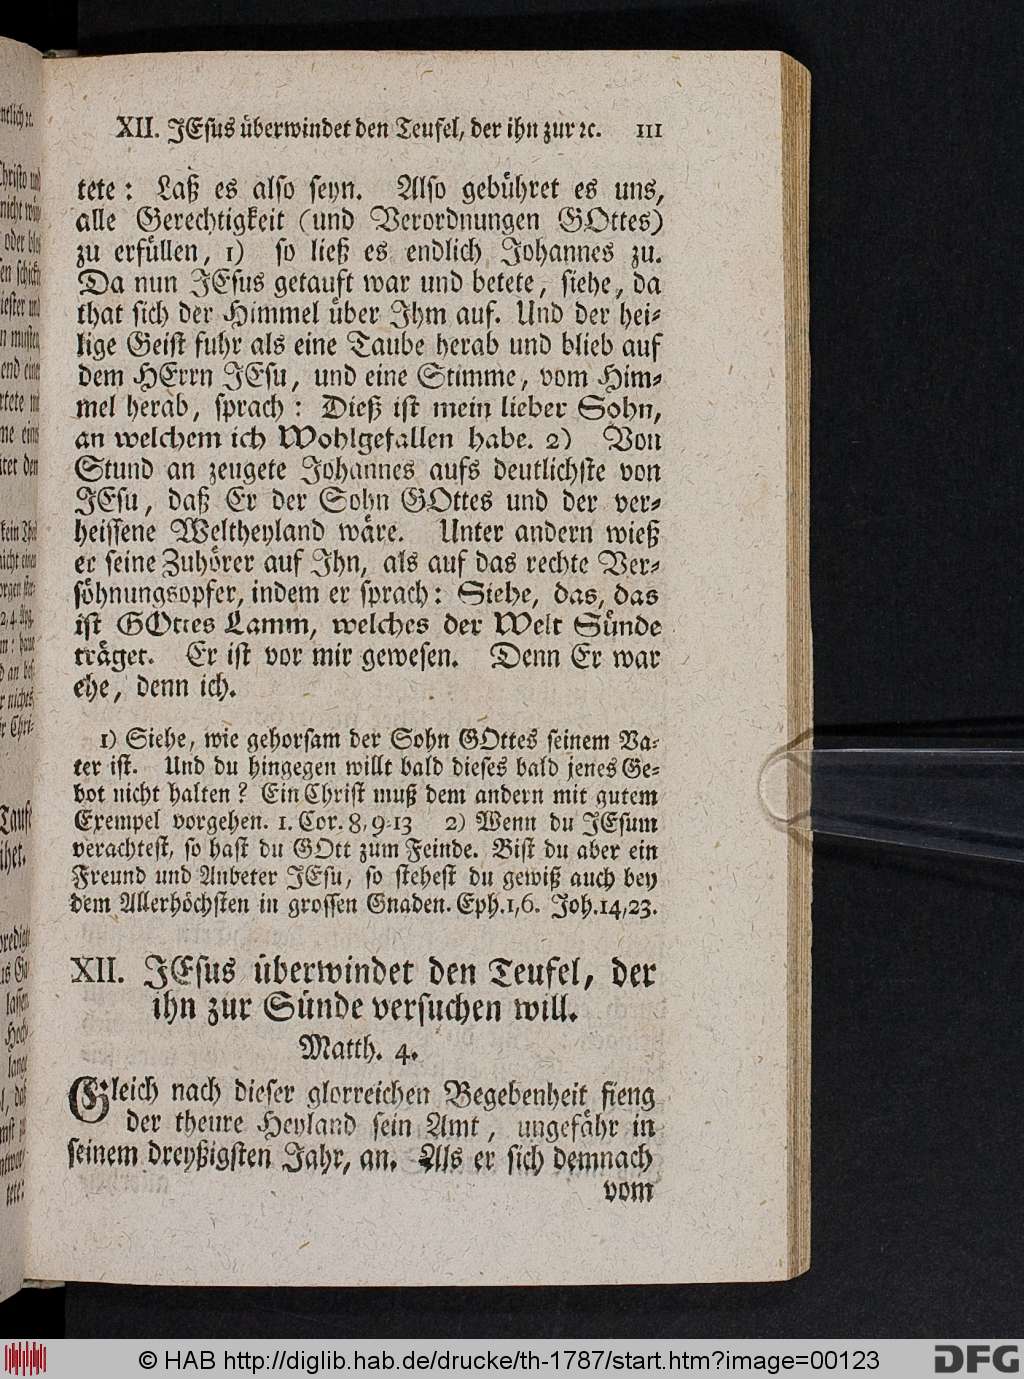 XII. JEsus überwindet den Teufel, der ihn zur ꝛc. 111
tete: Laß es also seyn. Also gebühret es uns,
alle Gerechtigkeit (und Verordnungen GOttes)
zu erfüllen, 1) so ließ es endlich Johannes zu.
Da nun JEsus getauft war und betete, siehe, da
that sich der Himmel über Ihm auf. Und der hei-
lige Geist fuhr als eine Taube herab und blieb auf
dem HErrn JEsu, und eine Stimme, vom Him-
mel herab, sprach: Dieß ist mein lieber Sohn,
an welchem ich Wohlgefallen habe. 2) Von
Stund an zeugete Johannes aufs deutlichste von
JEsu, daß Er der Sohn GOttes und der ver-
heissene Weltheyland wäre. Unter andern wieß
er seine Zuhörer auf Ihn, als auf das rechte Ver-
söhnungsopfer, indem er sprach: Siehe, das, das
ist GOttes Lamm, welches der Welt Sünde
träget. Er ist vor mir gewesen. Denn Er war
ehe, denn ich.
1) Siehe, wie gehorsam der Sohn GOttes seinem Va-
ter ist. Und du hingegen willt bald dieses bald jenes Ge-
bot nicht halten? Ein Christ muß dem andern mit gutem
Exempel vorgehen. 1. Cor. 8, 9-13 2) Wenn du JEsum
verachtest, so hast du GOtt zum Feinde. Bist du aber ein
Freund und Anbeter JEsu, so stehest du gewiß auch bey
dem Allerhöchsten in grossen Gnaden. Eph. 1, 6. Joh. 14, 23.
XII. JEsus überwindet den Teufel, der
ihn zur Sünde versuchen will.
Matth. 4.
Gleich nach dieser glorreichen Begebenheit fieng
der theure Heyland sein Amt, ungefähr in
seinem dreyßigsten Jahr, an. Als er sich demnach
vom
© HAB http://diglib.hab.de/drucke/th-1787/start.htm?image=00123
DFG